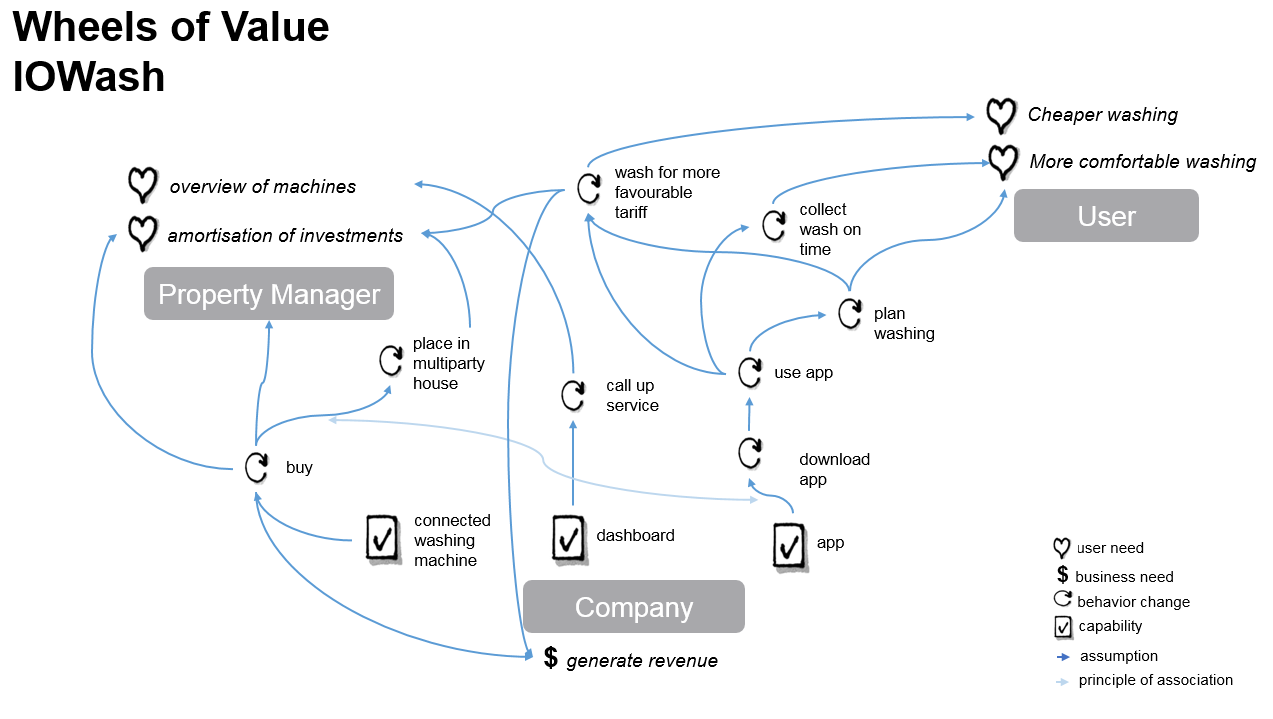 Wheels of Value
IOWash
Cheaper washing
More comfortable washing
User
overview of machines
amortisation of investments
Property Manager
wash for more
favourable
tariff
collect
wash on
time
plan
washing
place in
multiparty
house
call up
service
use app
buy
download
app
connected
washing
machine
dashboard
app
Company
$ generate revenue
user need
$ business need
behavior change
capability
assumption
principle of association